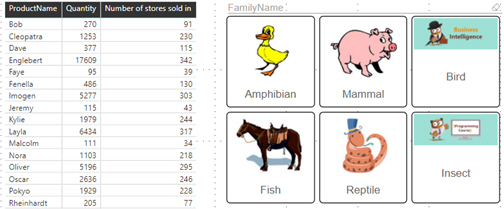 ProductName Quantity Number of stores sold in
Bob 270 91
Cleopatra 1253 230
Dave 377 115
Englebert 17609 342
Faye 95 39
Fenella 486 130
Imogen 5277 303
Jeremy 115 43
Kylie 1979 244
Layla 6434 317
Malcolm 111 34
Nora 1103 218
Oliver 5196 295
Oscar 2636 246
Pokyo 1929 228
Rheinhardt 205 77
FamilyName
Amphibian
Mammal
Business
Intelligence
Bird
Fish
Reptile
Programming
Courses
Insect